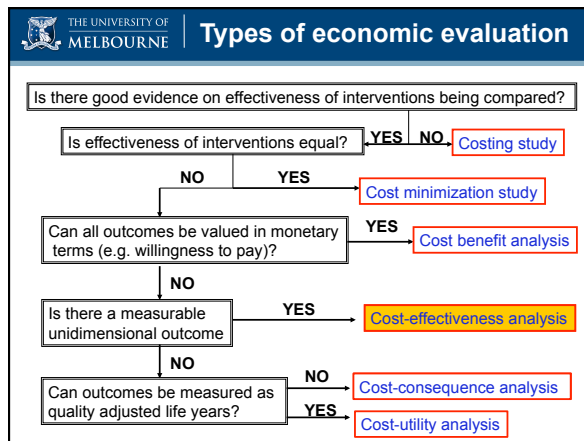 THE UNIVERSITY OF
MELBOURNE
Types of economic evaluation
Is there good evidence on effectiveness of interventions being compared?
Is effectiveness of interventions equal?
YES
NO
Costing study
NO
YES
Cost minimization study
Can all outcomes be valued in monetary
terms (e.g. willingness to pay)?
YES
Cost benefit analysis
NO
Is there a measurable
unidimensional outcome
YES
Cost-effectiveness analysis
NO
Can outcomes be measured as
quality adjusted life years?
NO
Cost-consequence analysis
YES
Cost-utility analysis